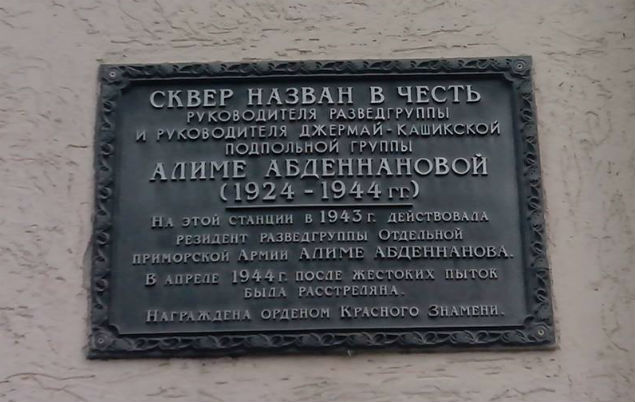 СКВЕР НАЗВАН В ЧЕСТЬ
РУКОВОДИТЕЛЯ РАЗВЕДГРУППЫ
И РУКОВОДИТЕЛЯ ДЖЕРМАЙ-КАШИКСКОЙ
ПОДПОЛЬНОЙ ГРУППЫ
АЛИМЕ АБДЕННАНОВОЙ
(1924-1944 ГГ.)
НА ЭТОЙ СТАНЦИИ В 1943 Г. ДЕЙСТВОВАЛА
РЕЗИДЕНТ РАЗВЕДГРУППЫ ОТДЕЛЬНОЙ
ПРИМОРСКОЙ АРМИИ АЛИМЕ АБДЕННАНОВА.
В АПРЕЛЕ 1944 Г. ПОСЛЕ ЖЕСТОКИХ ПЫТОК
БЫЛА РАССТРЕЛЯНА.
НАГРАЖДЕНА ОРДЕНОМ КРАСНОГО ЗНАМЕНИ.